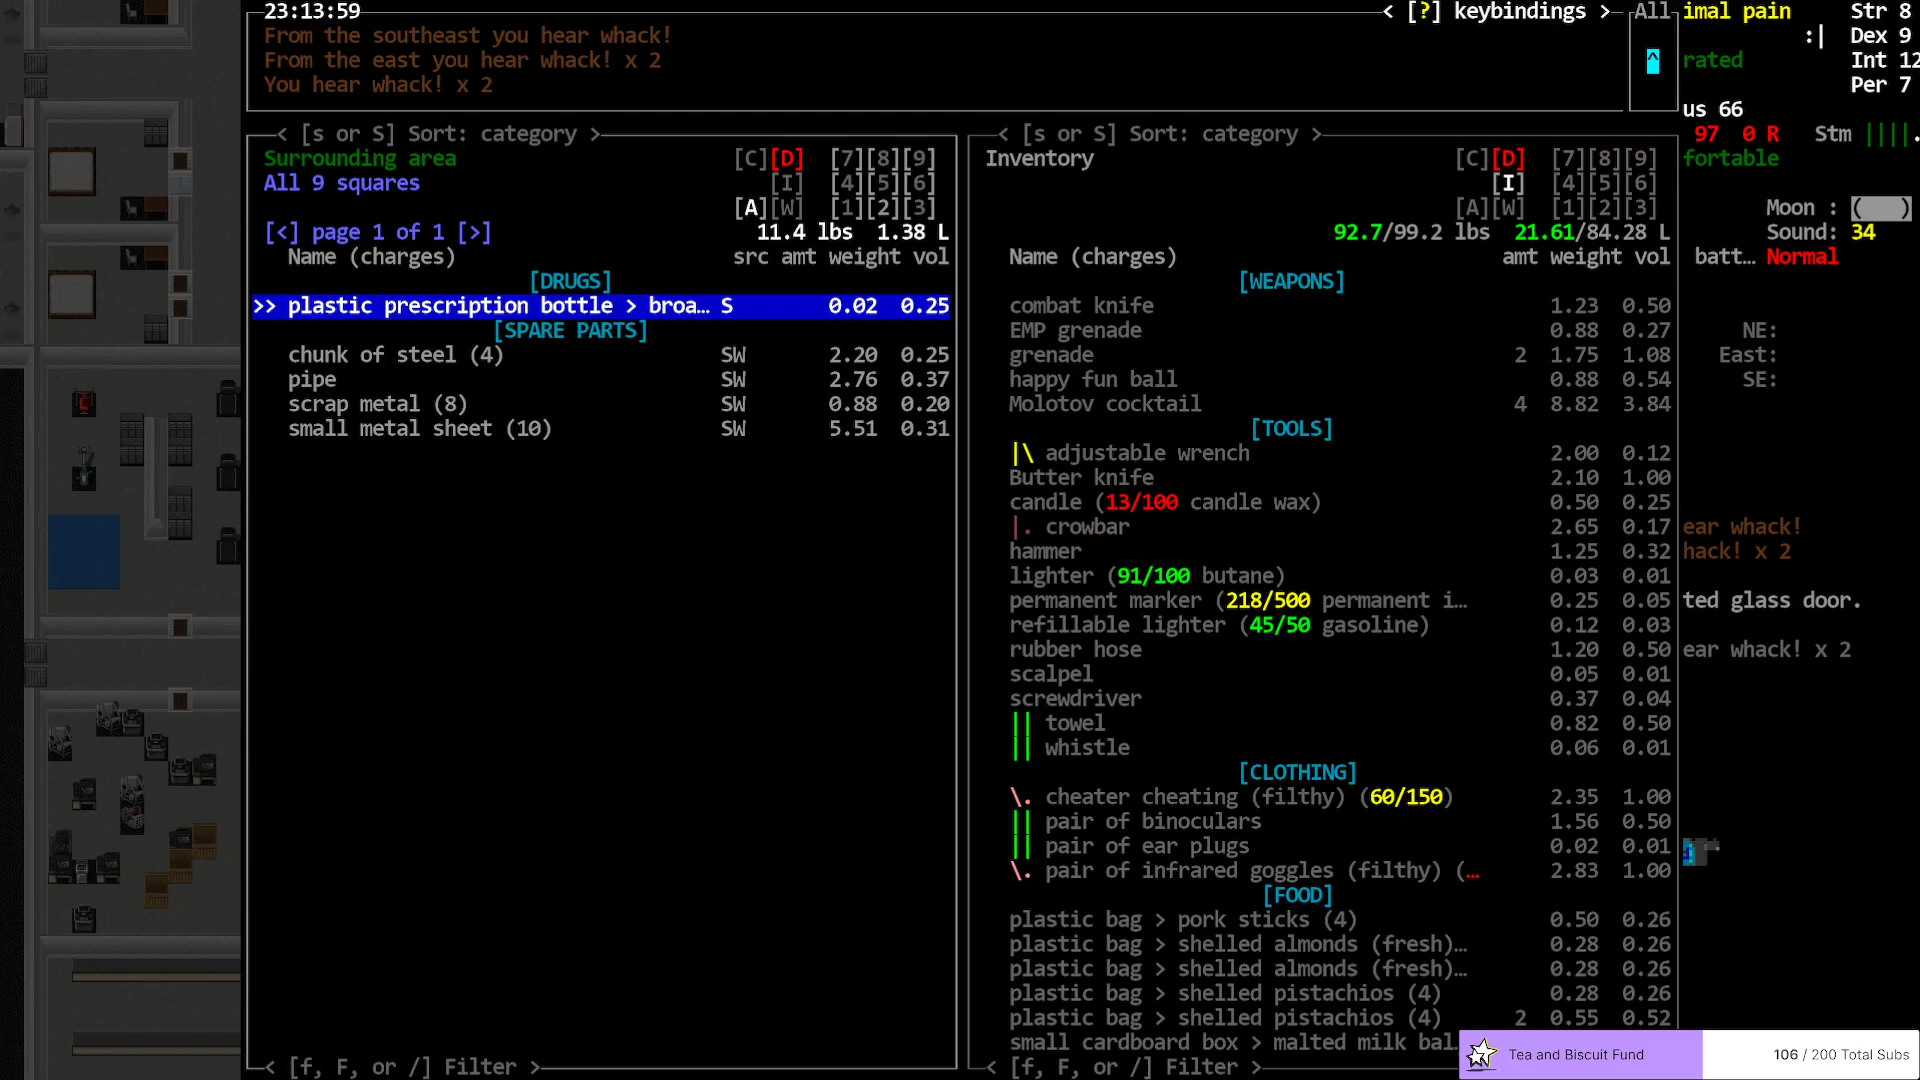 23:13:59
< [?] keybindings >
All
imal pain
Str 8
From the southeast you hear whack!
:|
Dex 9
From the east you hear whack! x 2
^
rated
Int 12
You hear whack! x 2
Per 7
us 66
< [s or S] Sort: category >
< [s or S] Sort: category >
97 0 R Stm ||||.
Surrounding area
[C][D] [7][8][9]
Inventory
[C][D] [7][8][9]
fortable
All 9 squares
[I] [4][5][6]
[I] [4][5][6]
[A][W] [1][2][3]
[A][W] [1][2][3]
Moon : ( )
[<] page 1 of 1 [>]
11.4 lbs 1.38 L
92.7/99.2 lbs 21.61/84.28 L
Sound: 34
Name (charges) src amt weight vol
Name (charges) amt weight vol
batt… Normal
[DRUGS]
[WEAPONS]
>> plastic prescription bottle > broa… S 0.02 0.25
combat knife 1.23 0.50
[SPARE PARTS]
EMP grenade 0.88 0.27
NE:
chunk of steel (4) SW 2.20 0.25
grenade 2 1.75 1.08
East:
pipe SW 2.76 0.37
happy fun ball 0.88 0.54
SE:
scrap metal (8) SW 0.88 0.20
Molotov cocktail 4 8.82 3.84
small metal sheet (10) SW 5.51 0.31
[TOOLS]
|\ adjustable wrench 2.00 0.12
Butter knife 2.10 1.00
candle (13/100 candle wax) 0.50 0.25
|. crowbar 2.65 0.17
ear whack!
hammer 1.25 0.32
hack! x 2
lighter (91/100 butane) 0.03 0.01
permanent marker (218/500 permanent i… 0.25 0.05
ted glass door.
refillable lighter (45/50 gasoline) 0.12 0.03
rubber hose 1.20 0.50
ear whack! x 2
scalpel 0.05 0.01
screwdriver 0.37 0.04
|| towel 0.82 0.50
|| whistle 0.06 0.01
[CLOTHING]
\. cheater cheating (filthy) (60/150) 2.35 1.00
|| pair of binoculars 1.56 0.50
|| pair of ear plugs 0.02 0.01
\. pair of infrared goggles (filthy) (… 2.83 1.00
[FOOD]
plastic bag > pork sticks (4) 0.50 0.26
plastic bag > shelled almonds (fresh)… 0.28 0.26
plastic bag > shelled almonds (fresh)… 0.28 0.26
plastic bag > shelled pistachios (4) 0.28 0.26
plastic bag > shelled pistachios (4) 2 0.55 0.52
small cardboard box > malted milk bal
< [f, F, or /] Filter >
< [f, F, or /] Filter >
Tea and Biscuit Fund
106 / 200 Total Subs